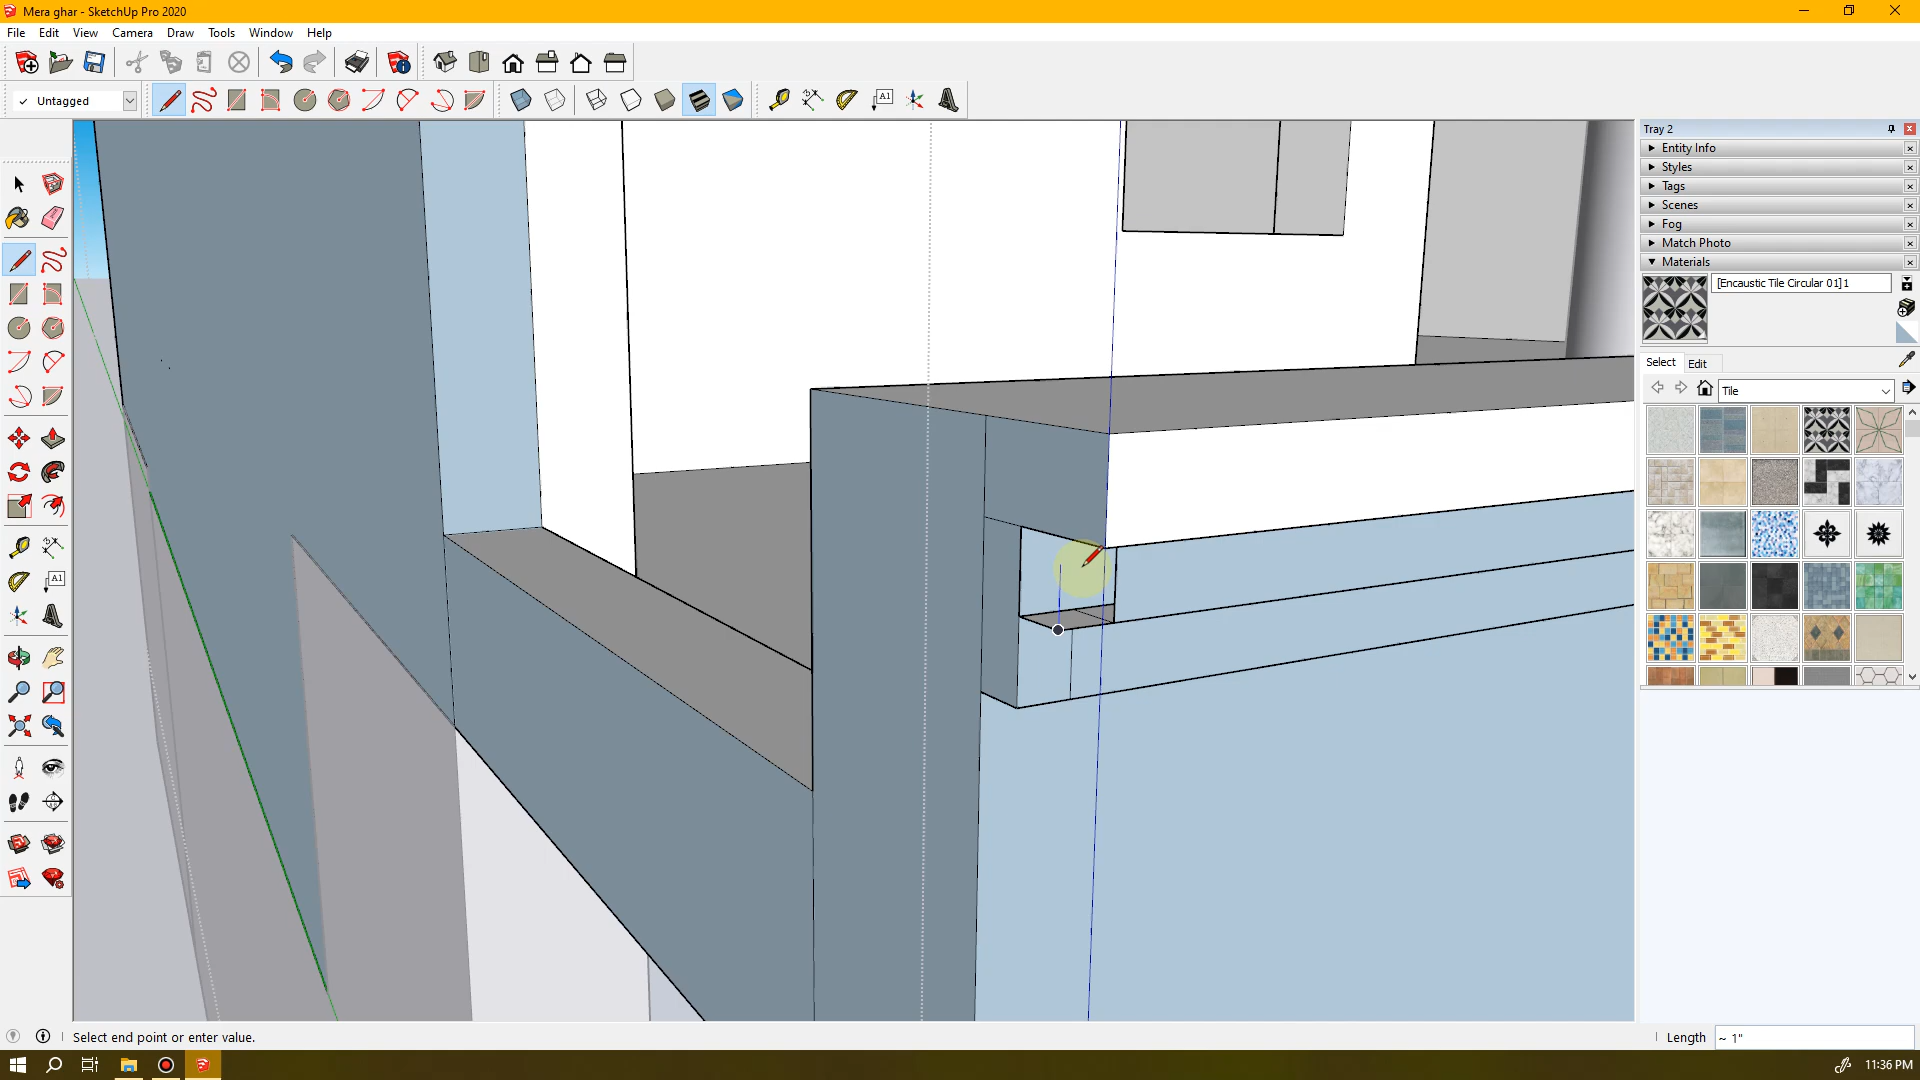 Mera ghar - SketchUp Pro 2020
File Edit View Camera Draw Tools Window Help
✓ Untagged
A1
Tray 2
Entity Info
Styles
Tags
Scenes
Fog
Match Photo
Materials
[Encaustic Tile Circular 01]1
Select Edit
Tile
A1
Select end point or enter value.
Length ~ 1"
11:36 PM